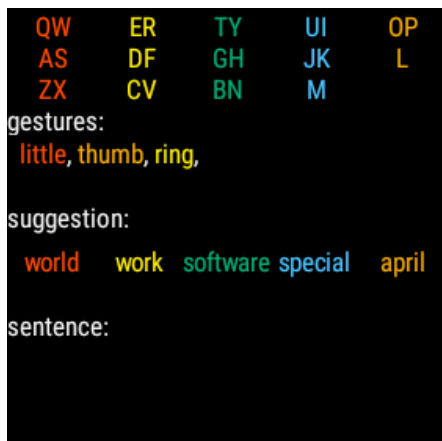 QW ER TY UI OP
AS DF GH JK L
ZX CV BN M
gestures:
little, thumb, ring,
suggestion:
world work software special april
sentence: